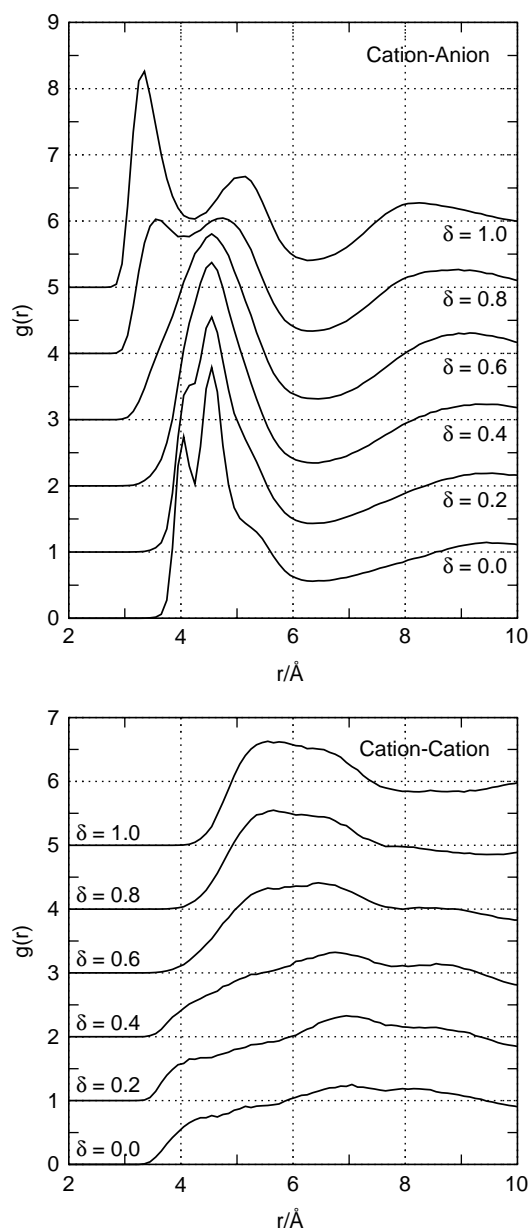 9
Cation-Anion
8
7
6
δ = 1.0
5
δ = 0.8
g(r)
4
δ = 0.6
3
δ = 0.4
2
δ = 0.2
1
δ = 0.0
0
2 4 6 8 10
r/Å
7
Cation-Cation
6
δ = 1.0
5
δ = 0.8
4
g(r)
δ = 0.6
3
δ = 0.4
2
δ = 0.2
1
δ = 0.0
0
2 4 6 8 10
r/Å